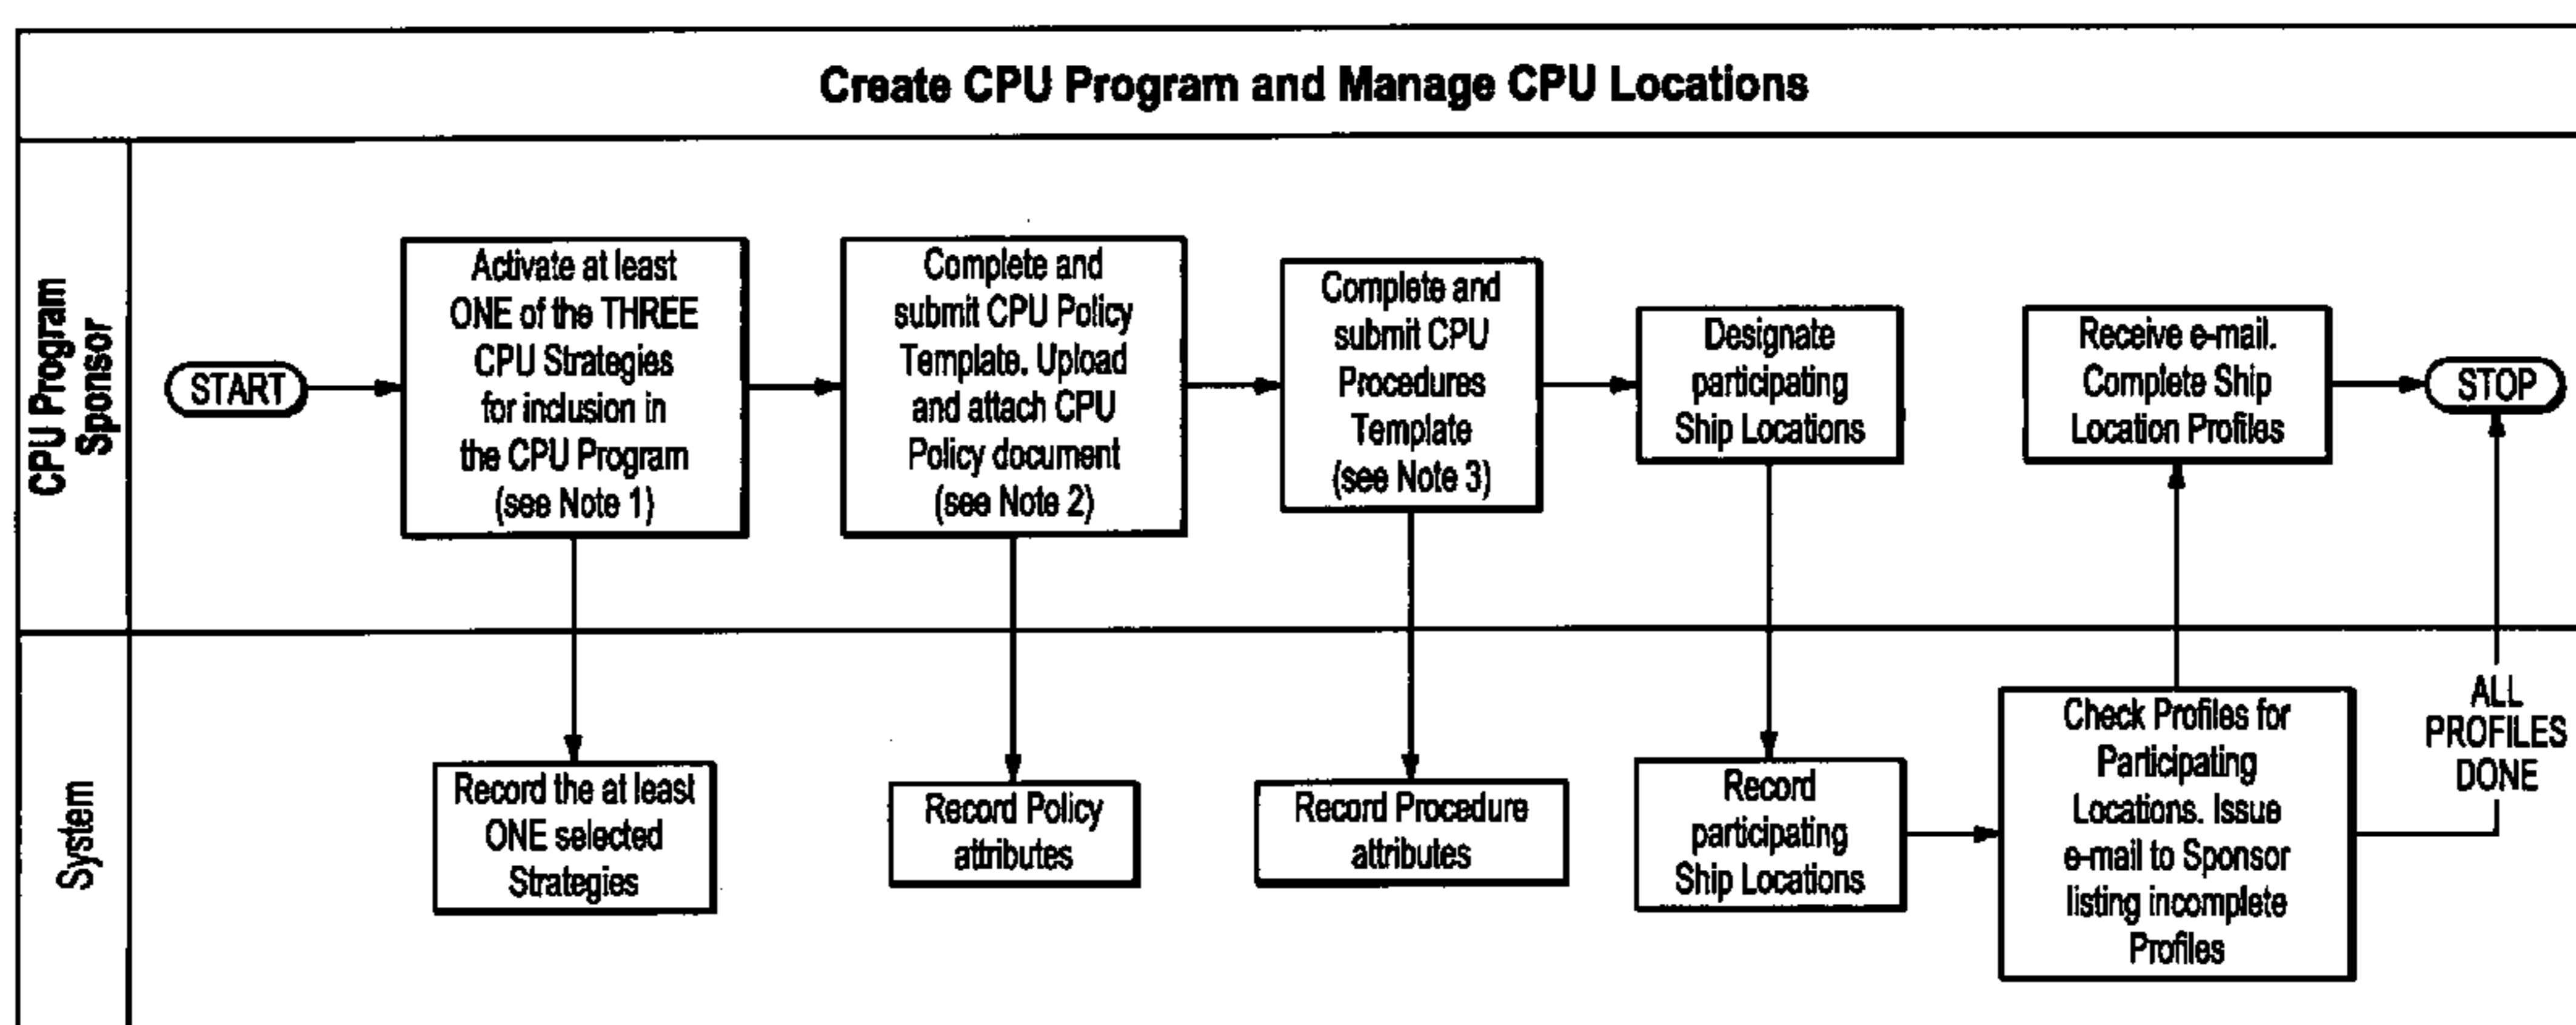 Create CPU Program and Manage CPU Locations
CPU Program
Sponsor
START
Activate at least
ONE of the THREE
CPU Strategies
for inclusion in
the CPU Program
(see Note 1)
Complete and
submit CPU Policy
Template. Upload
and attach CPU
Policy document
(see Note 2)
Complete and
submit CPU
Procedures
Template
(see Note 3)
Designate
participating
Ship Locations
Receive e-mail.
Complete Ship
Location Profiles
STOP
System
Record the at least
ONE selected
Strategies
Record Policy
attributes
Record Procedure
attributes
Record
participating
Ship Locations
Check Profiles for
Participating
Locations. Issue
e-mail to Sponsor
listing incomplete
Profiles
ALL
PROFILES
DONE